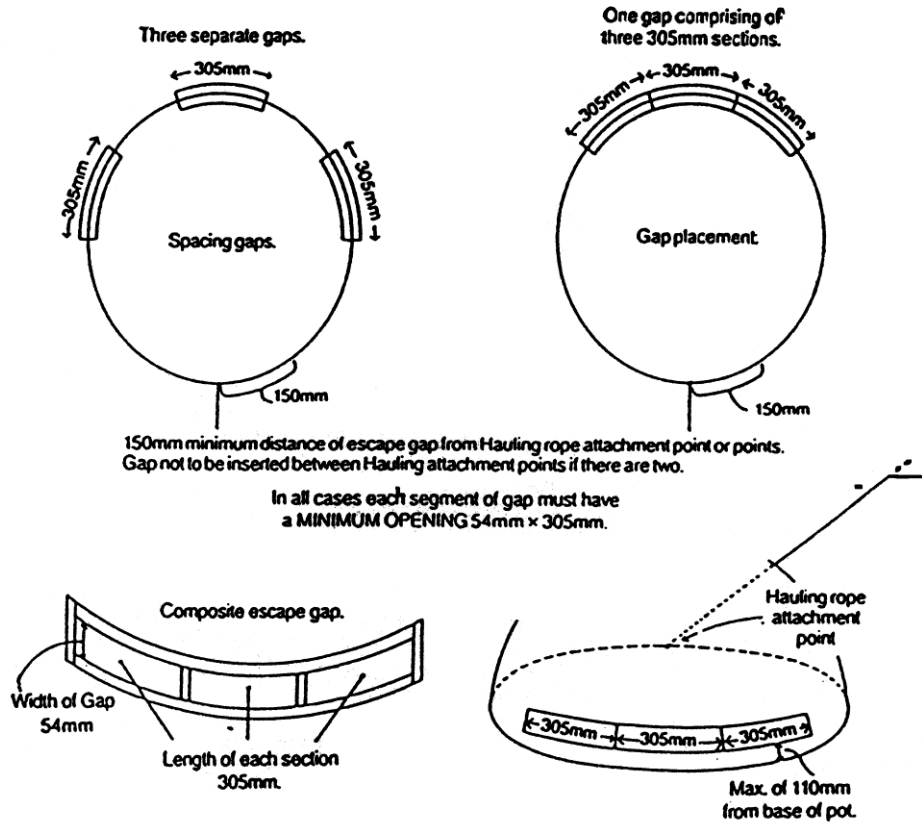 Three separate gaps.
305mm
305mm
305mm
Spacing gaps.
150mm
One gap comprising of
three 305mm sections.
305mm
305mm
305mm
Gap placement.
150mm
150mm minimum distance of escape gap from Hauling rope attachment point or points.
Gap not to be inserted between Hauling attachment points if there are two.
In all cases each segment of gap must have
a MINIMUM OPENING 54mm × 305mm.
Composite escape gap.
Width of Gap
54mm
Length of each section
305mm.
Hauling rope
attachment
point
305mm
305mm
305mm
Max. of 110mm
from base of pot.